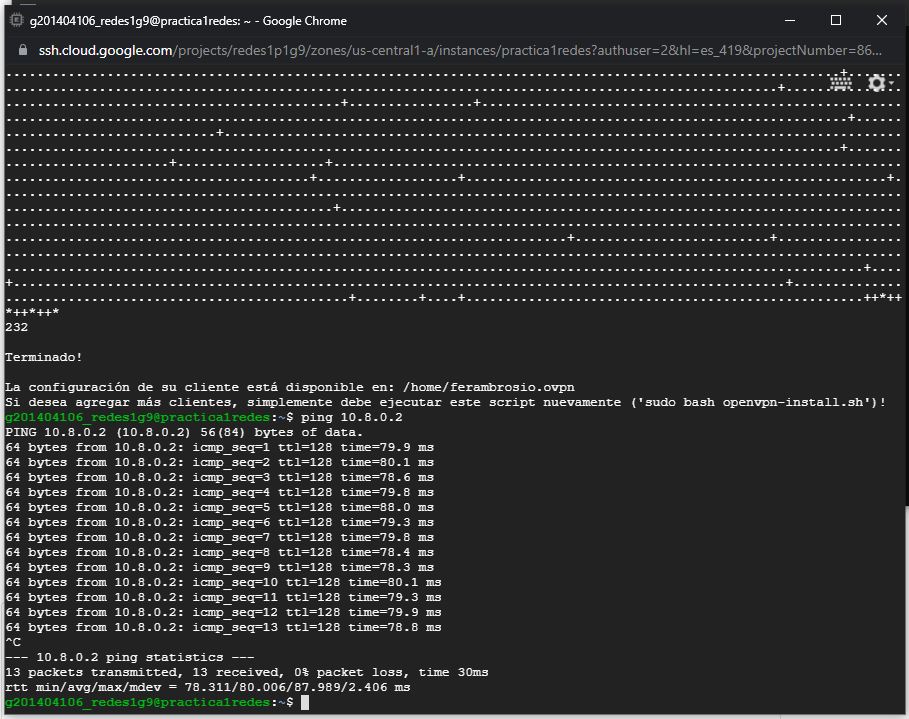 g201404106_redes1g9@practica1redes: ~ - Google Chrome
ssh.cloud.google.com/projects/redes1p1g9/zones/us-central1-a/instances/practica1redes?authuser=2&hl=es_419&projectNumber=86...
*++*++*
232
Terminado!
La configuración de su cliente está disponible en: /home/ferambrosio.ovpn
Si desea agregar más clientes, simplemente debe ejecutar este script nuevamente ('sudo bash openvpn-install.sh')!
g201404106_redes1g9@practica1redes:~$ ping 10.8.0.2
PING 10.8.0.2 (10.8.0.2) 56(84) bytes of data.
64 bytes from 10.8.0.2: icmp_seq=1 ttl=128 time=79.9 ms
64 bytes from 10.8.0.2: icmp_seq=2 ttl=128 time=80.1 ms
64 bytes from 10.8.0.2: icmp_seq=3 ttl=128 time=78.6 ms
64 bytes from 10.8.0.2: icmp_seq=4 ttl=128 time=79.8 ms
64 bytes from 10.8.0.2: icmp_seq=5 ttl=128 time=88.0 ms
64 bytes from 10.8.0.2: icmp_seq=6 ttl=128 time=79.3 ms
64 bytes from 10.8.0.2: icmp_seq=7 ttl=128 time=79.8 ms
64 bytes from 10.8.0.2: icmp_seq=8 ttl=128 time=78.4 ms
64 bytes from 10.8.0.2: icmp_seq=9 ttl=128 time=78.3 ms
64 bytes from 10.8.0.2: icmp_seq=10 ttl=128 time=80.1 ms
64 bytes from 10.8.0.2: icmp_seq=11 ttl=128 time=79.3 ms
64 bytes from 10.8.0.2: icmp_seq=12 ttl=128 time=79.9 ms
64 bytes from 10.8.0.2: icmp_seq=13 ttl=128 time=78.8 ms
^C
--- 10.8.0.2 ping statistics ---
13 packets transmitted, 13 received, 0% packet loss, time 30ms
rtt min/avg/max/mdev = 78.311/80.006/87.989/2.406 ms
g201404106_redes1g9@practica1redes:~$